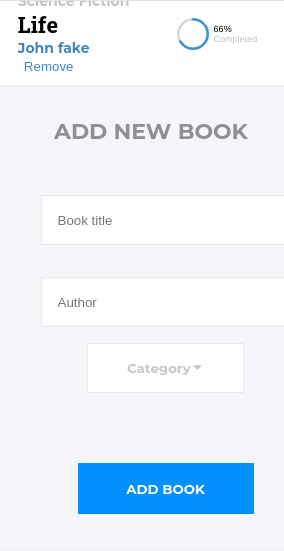 Science Fiction
Life
66%
Completed
John fake
Remove
ADD NEW BOOK
Book title
Author
Category
ADD BOOK